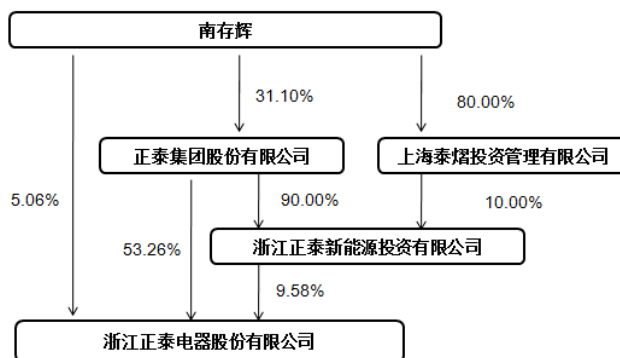 南存辉
31.10%
80.00%
正泰集团股份有限公司
上海泰熠投资管理有限公司
5.06%
90.00%
10.00%
浙江正泰新能源投资有限公司
53.26%
9.58%
浙江正泰电器股份有限公司